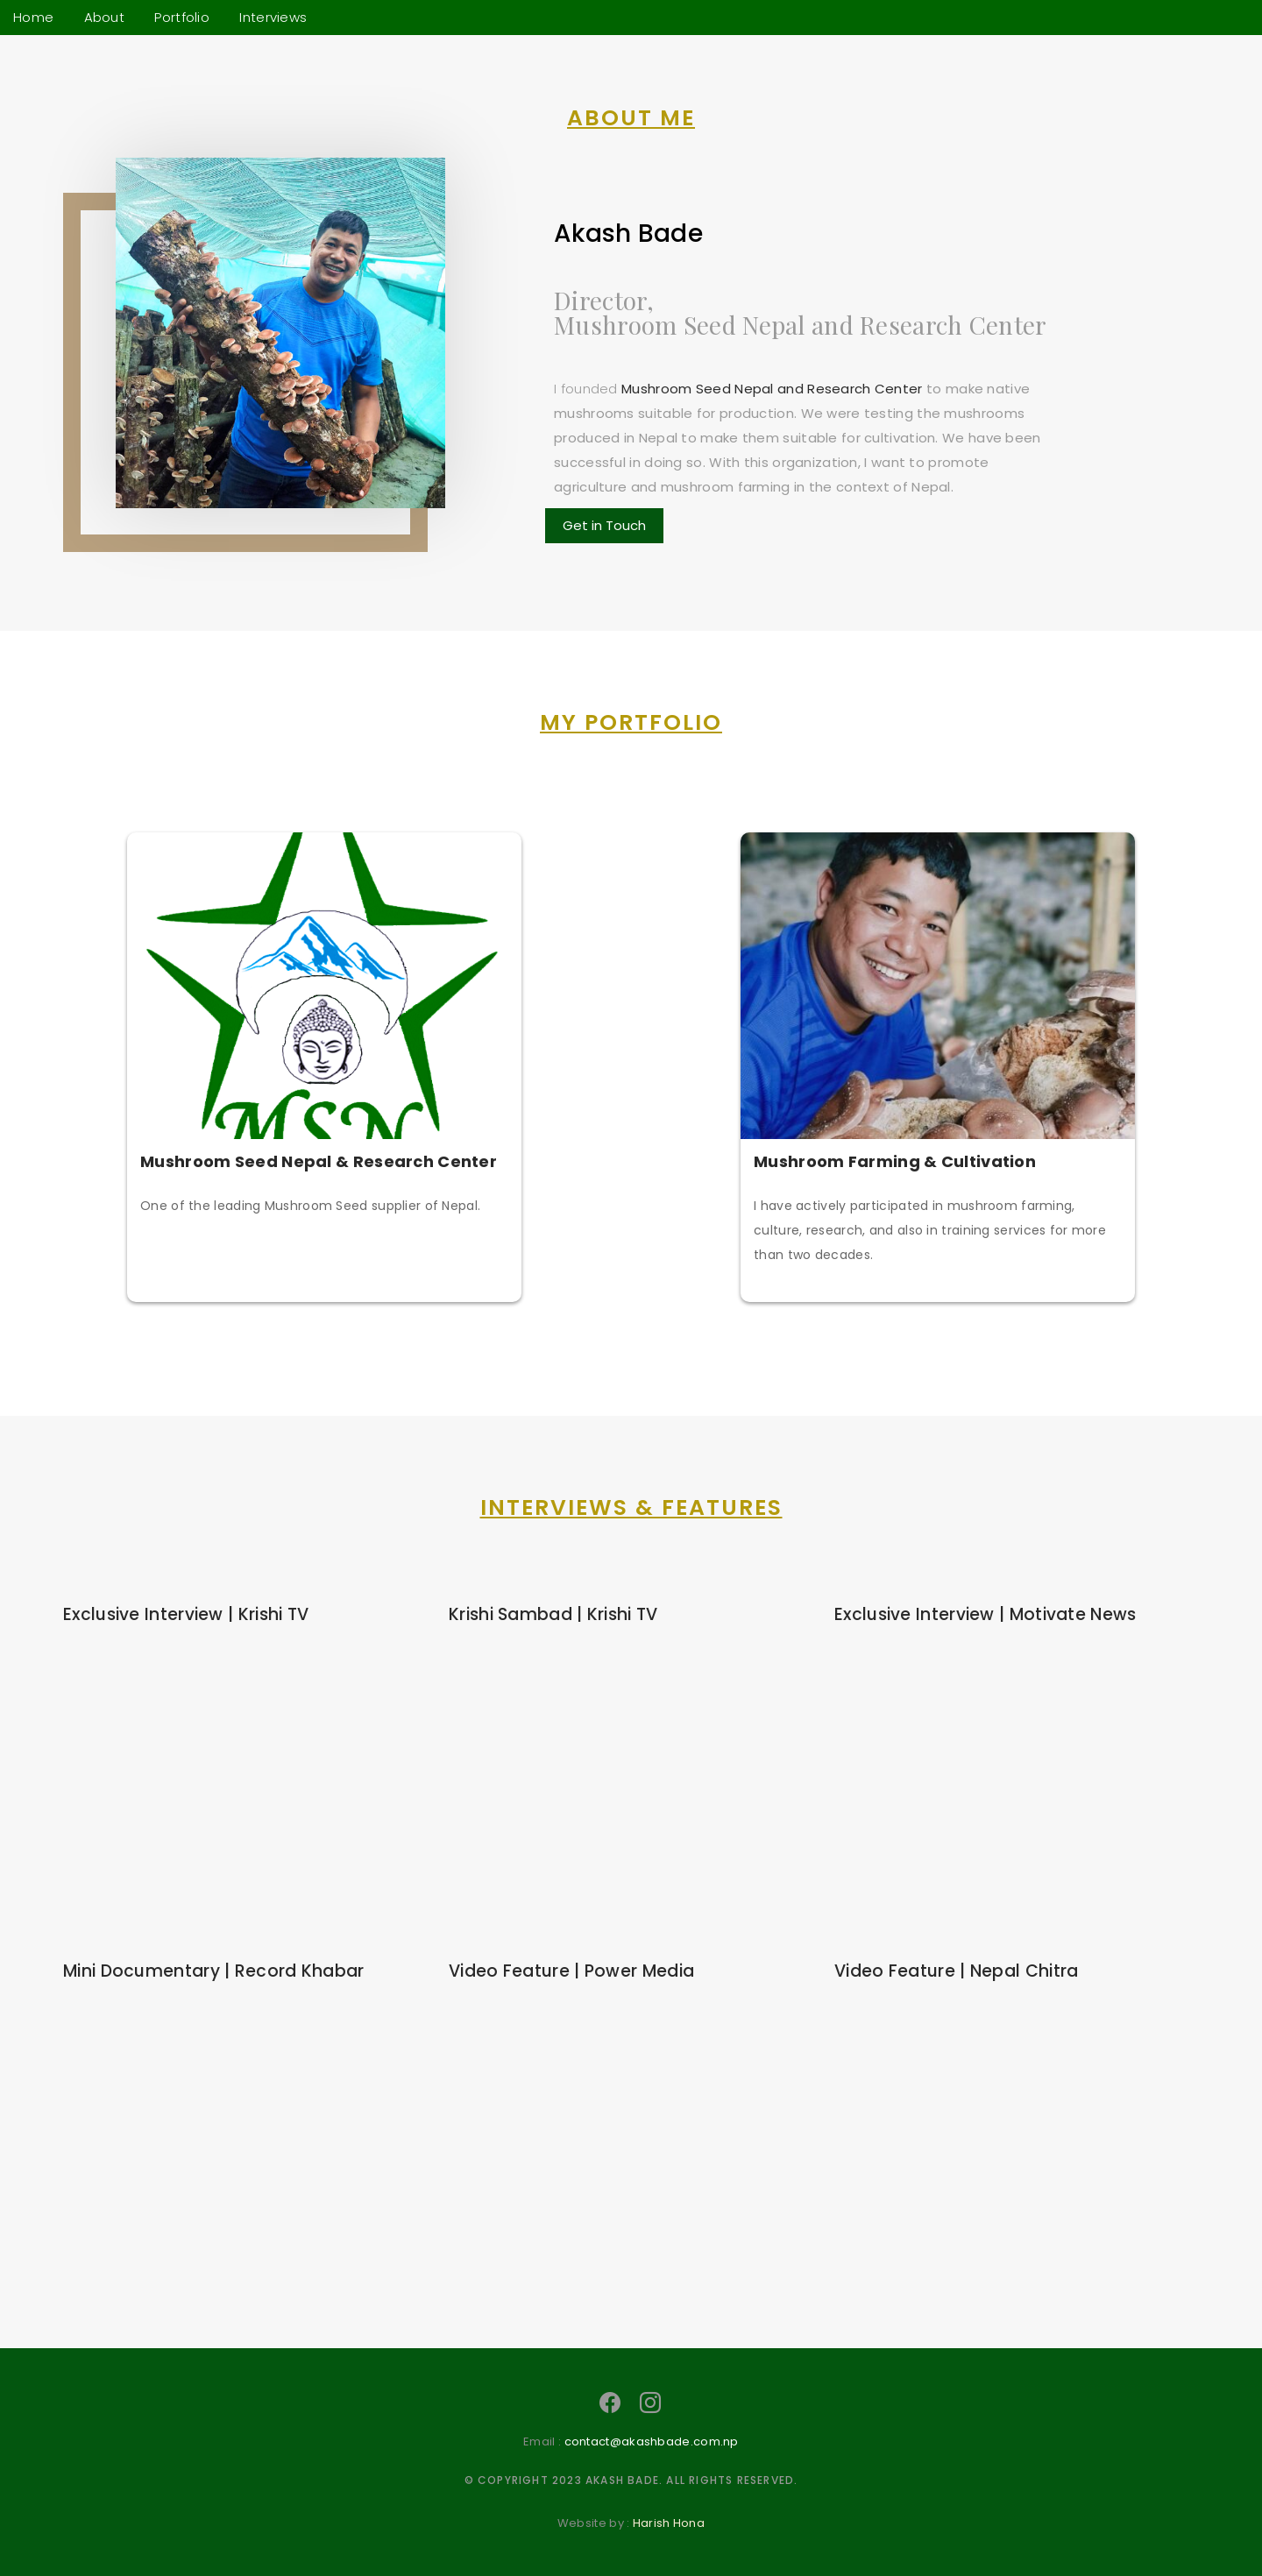 Home About Portfolio Interviews
ABOUT ME
Akash Bade
Director,
Mushroom Seed Nepal and Research Center
I founded Mushroom Seed Nepal and Research Center to make native
mushrooms suitable for production. We were testing the mushrooms
produced in Nepal to make them suitable for cultivation. We have been
successful in doing so. With this organization, I want to promote
agriculture and mushroom farming in the context of Nepal.
Get in Touch
MY PORTFOLIO
MSN
Mushroom Seed Nepal & Research Center
One of the leading Mushroom Seed supplier of Nepal.
Mushroom Farming & Cultivation
I have actively participated in mushroom farming,
culture, research, and also in training services for more
than two decades.
INTERVIEWS & FEATURES
Exclusive Interview | Krishi TV
Krishi Sambad | Krishi TV
Exclusive Interview | Motivate News
Mini Documentary | Record Khabar
Video Feature | Power Media
Video Feature | Nepal Chitra
Email : contact@akashbade.com.np
© COPYRIGHT 2023 AKASH BADE. ALL RIGHTS RESERVED.
Website by : Harish Hona